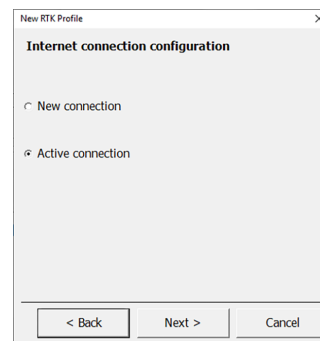 New RTK Profile
Internet connection configuration
New connection
Active connection
< Back Next > Cancel